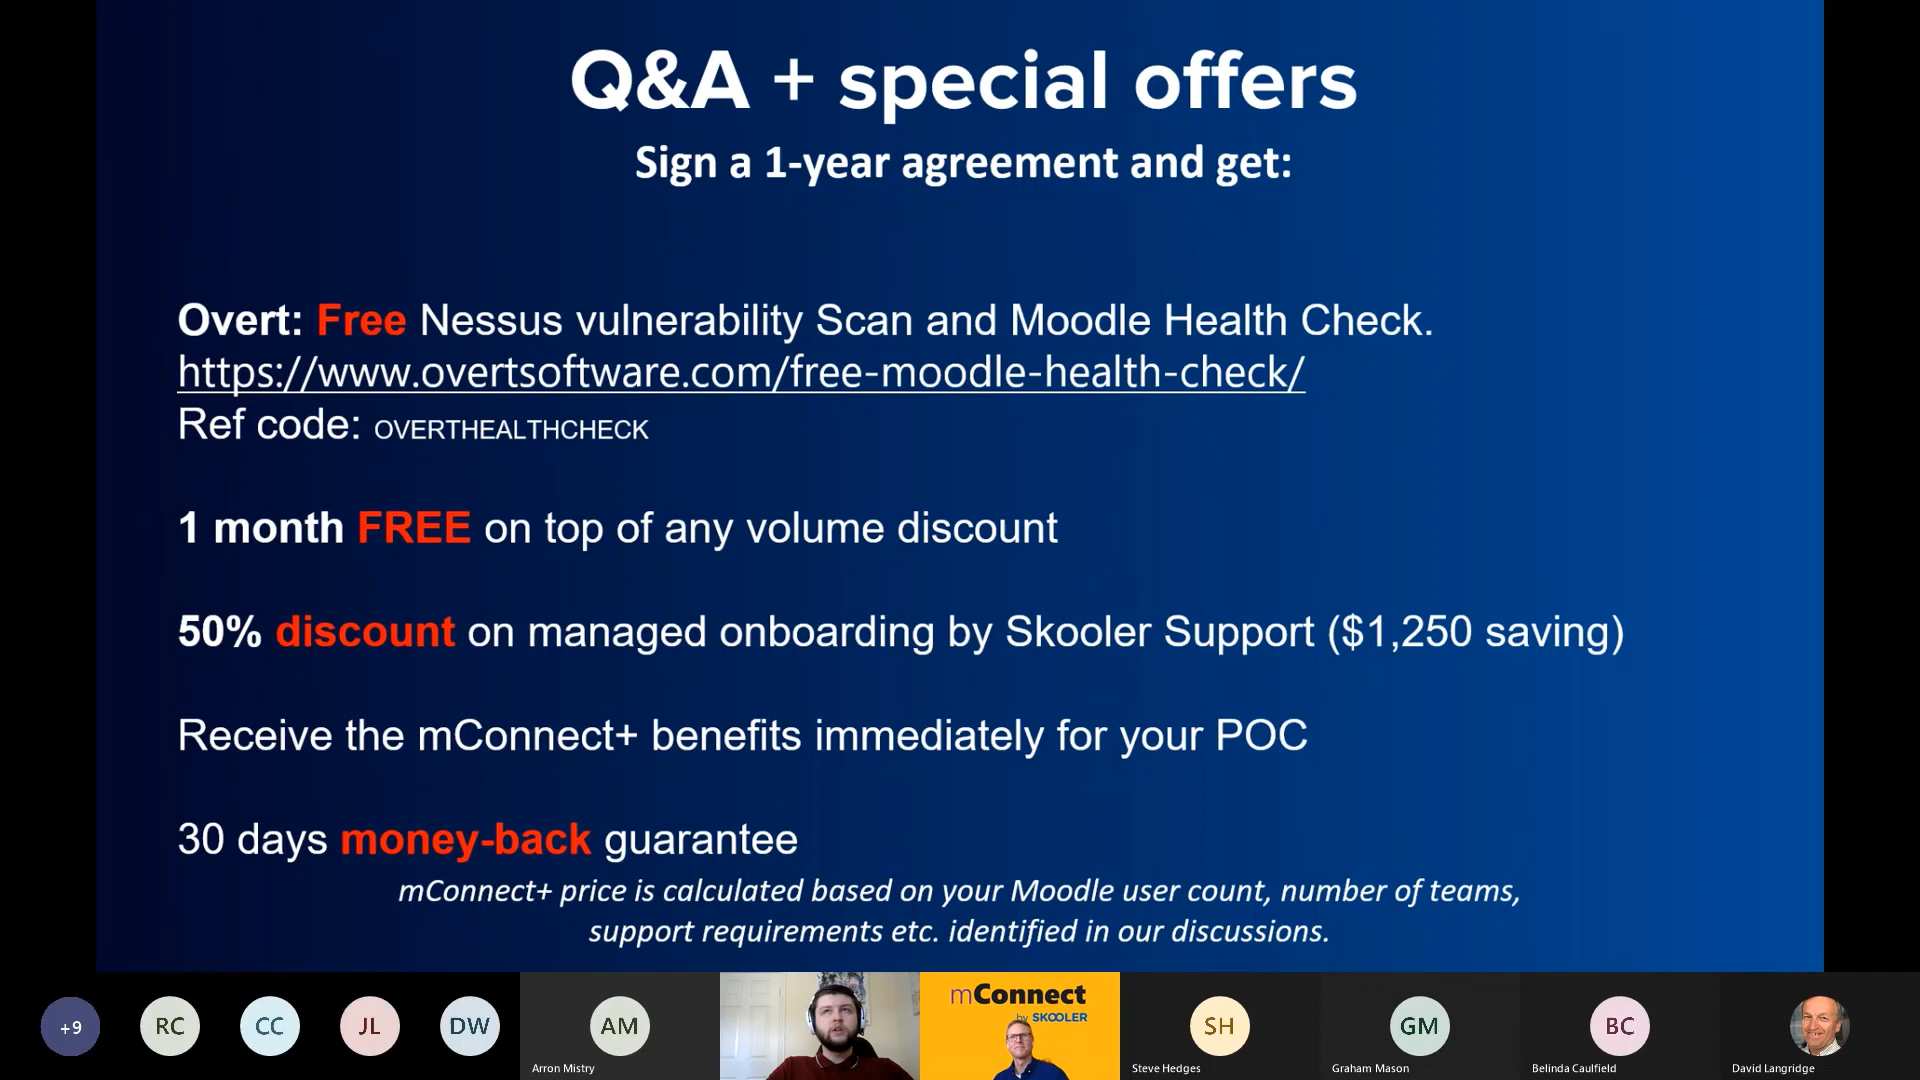 Q&A + special offers
Sign a 1-year agreement and get:
Overt: Free Nessus vulnerability Scan and Moodle Health Check.
https://www.overtsoftware.com/free-moodle-health-check/
Ref code: OVERTHEALTHCHECK
1 month FREE on top of any volume discount
50% discount on managed onboarding by Skooler Support ($1,250 saving)
Receive the mConnect+ benefits immediately for your POC
30 days money-back guarantee
mConnect+ price is calculated based on your Moodle user count, number of teams,
support requirements etc. identified in our discussions.
+9
RC
CC
JL
DW
AM
Arron Mistry
mConnect
by SKOOLER
SH
Steve Hedges
GM
Graham Mason
BC
Belinda Caulfield
David Langridge